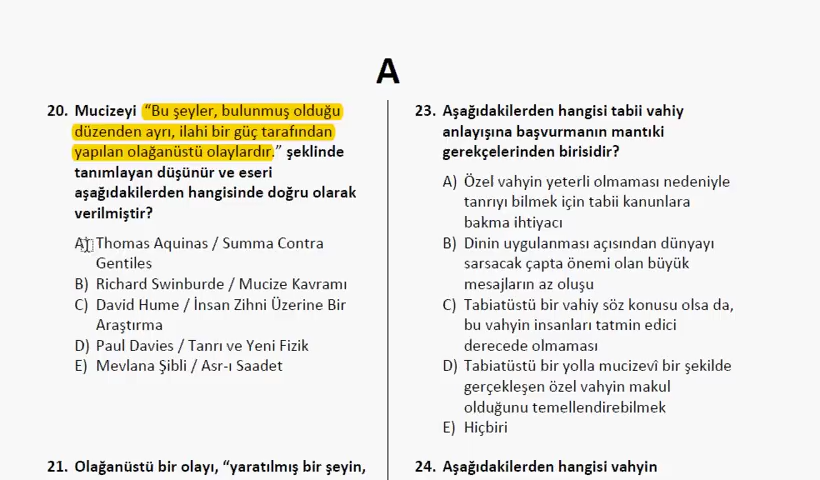 A
20. Mucizeyi “Bu şeyler, bulunmuş olduğu
düzenden ayrı, ilahi bir güç tarafından
yapılan olağanüstü olaylardır.” şeklinde
tanımlayan düşünür ve eseri
aşağıdakilerden hangisinde doğru olarak
verilmiştir?
A) Thomas Aquinas / Summa Contra
Gentiles
B) Richard Swinburde / Mucize Kavramı
C) David Hume / İnsan Zihni Üzerine Bir
Araştırma
D) Paul Davies / Tanrı ve Yeni Fizik
E) Mevlana Şibli / Asr-ı Saadet
21. Olağanüstü bir olayı, “yaratılmış bir şeyin,
23. Aşağıdakilerden hangisi tabii vahiy
anlayışına başvurmanın mantıki
gerekçelerinden birisidir?
A) Özel vahyin yeterli olmaması nedeniyle
tanrıyı bilmek için tabii kanunlara
bakma ihtiyacı
B) Dinin uygulanması açısından dünyayı
sarsacak çapta önemi olan büyük
mesajların az oluşu
C) Tabiatüstü bir vahiy söz konusu olsa da,
bu vahyin insanları tatmin edici
derecede olmaması
D) Tabiatüstü bir yolla mucizevî bir şekilde
gerçekleşen özel vahyin makul
olduğunu temellendirebilmek
E) Hiçbiri
24. Aşağıdakilerden hangisi vahyin